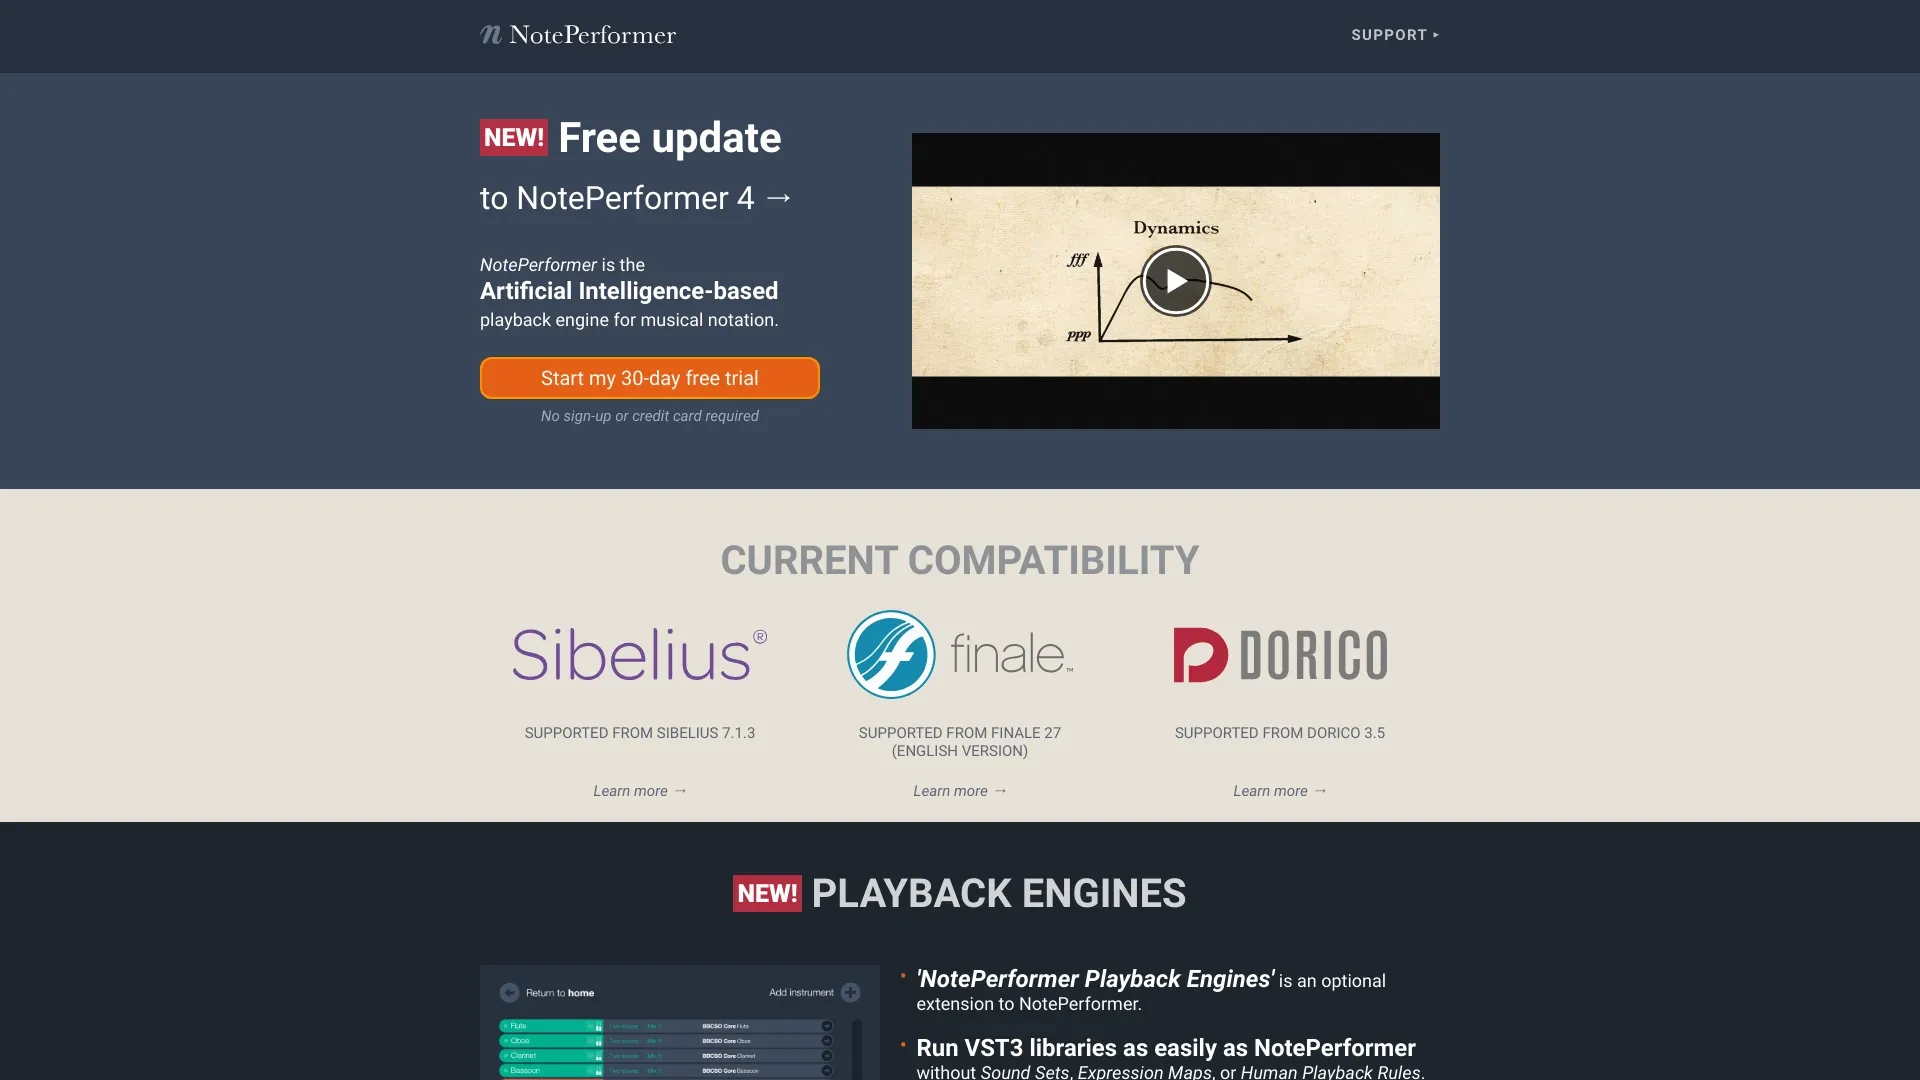 n NotePerformer
SUPPORT ▸
NEW! Free update
to NotePerformer 4 →
NotePerformer is the
Artificial Intelligence-based
playback engine for musical notation.
Start my 30-day free trial
No sign-up or credit card required
Dynamics
fff
ppp
CURRENT COMPATIBILITY
Sibelius®
finale™
DORICO
SUPPORTED FROM SIBELIUS 7.1.3
SUPPORTED FROM FINALE 27
(ENGLISH VERSION)
SUPPORTED FROM DORICO 3.5
Learn more →
Learn more →
Learn more →
NEW! PLAYBACK ENGINES
Return to home
Add instrument
Flute
BBCSO Core Flute
Oboe
BBCSO Core Oboe
Clarinet
BBCSO Core Clarinet
Bassoon
BBCSO Core Bassoon
• 'NotePerformer Playback Engines' is an optional
extension to NotePerformer.
• Run VST3 libraries as easily as NotePerformer
without Sound Sets, Expression Maps, or Human Playback Rules.